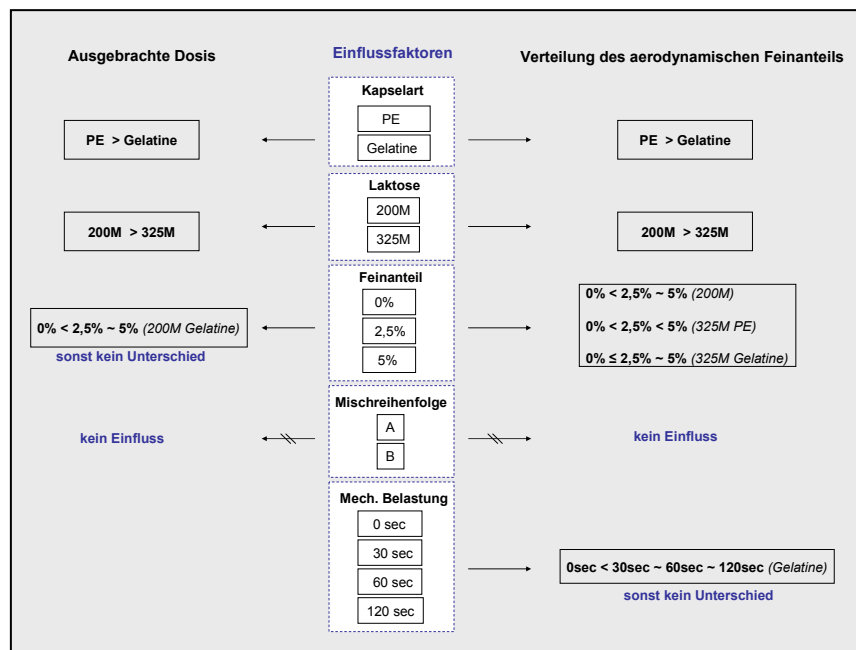 Ausgebrachte Dosis
Einflussfaktoren
Verteilung des aerodynamischen Feinanteils
Kapselart
PE
Gelatine
PE > Gelatine
PE > Gelatine
Laktose
200M
325M
200M > 325M
200M > 325M
Feinanteil
0%
2,5%
5%
0% < 2,5% ~ 5% (200M Gelatine)
sonst kein Unterschied
0% < 2,5% ~ 5% (200M)
0% < 2,5% < 5% (325M PE)
0% ≤ 2,5% ~ 5% (325M Gelatine)
Mischreihenfolge
A
B
kein Einfluss
kein Einfluss
Mech. Belastung
0 sec
30 sec
60 sec
120 sec
0sec < 30sec ~ 60sec ~ 120sec (Gelatine)
sonst kein Unterschied